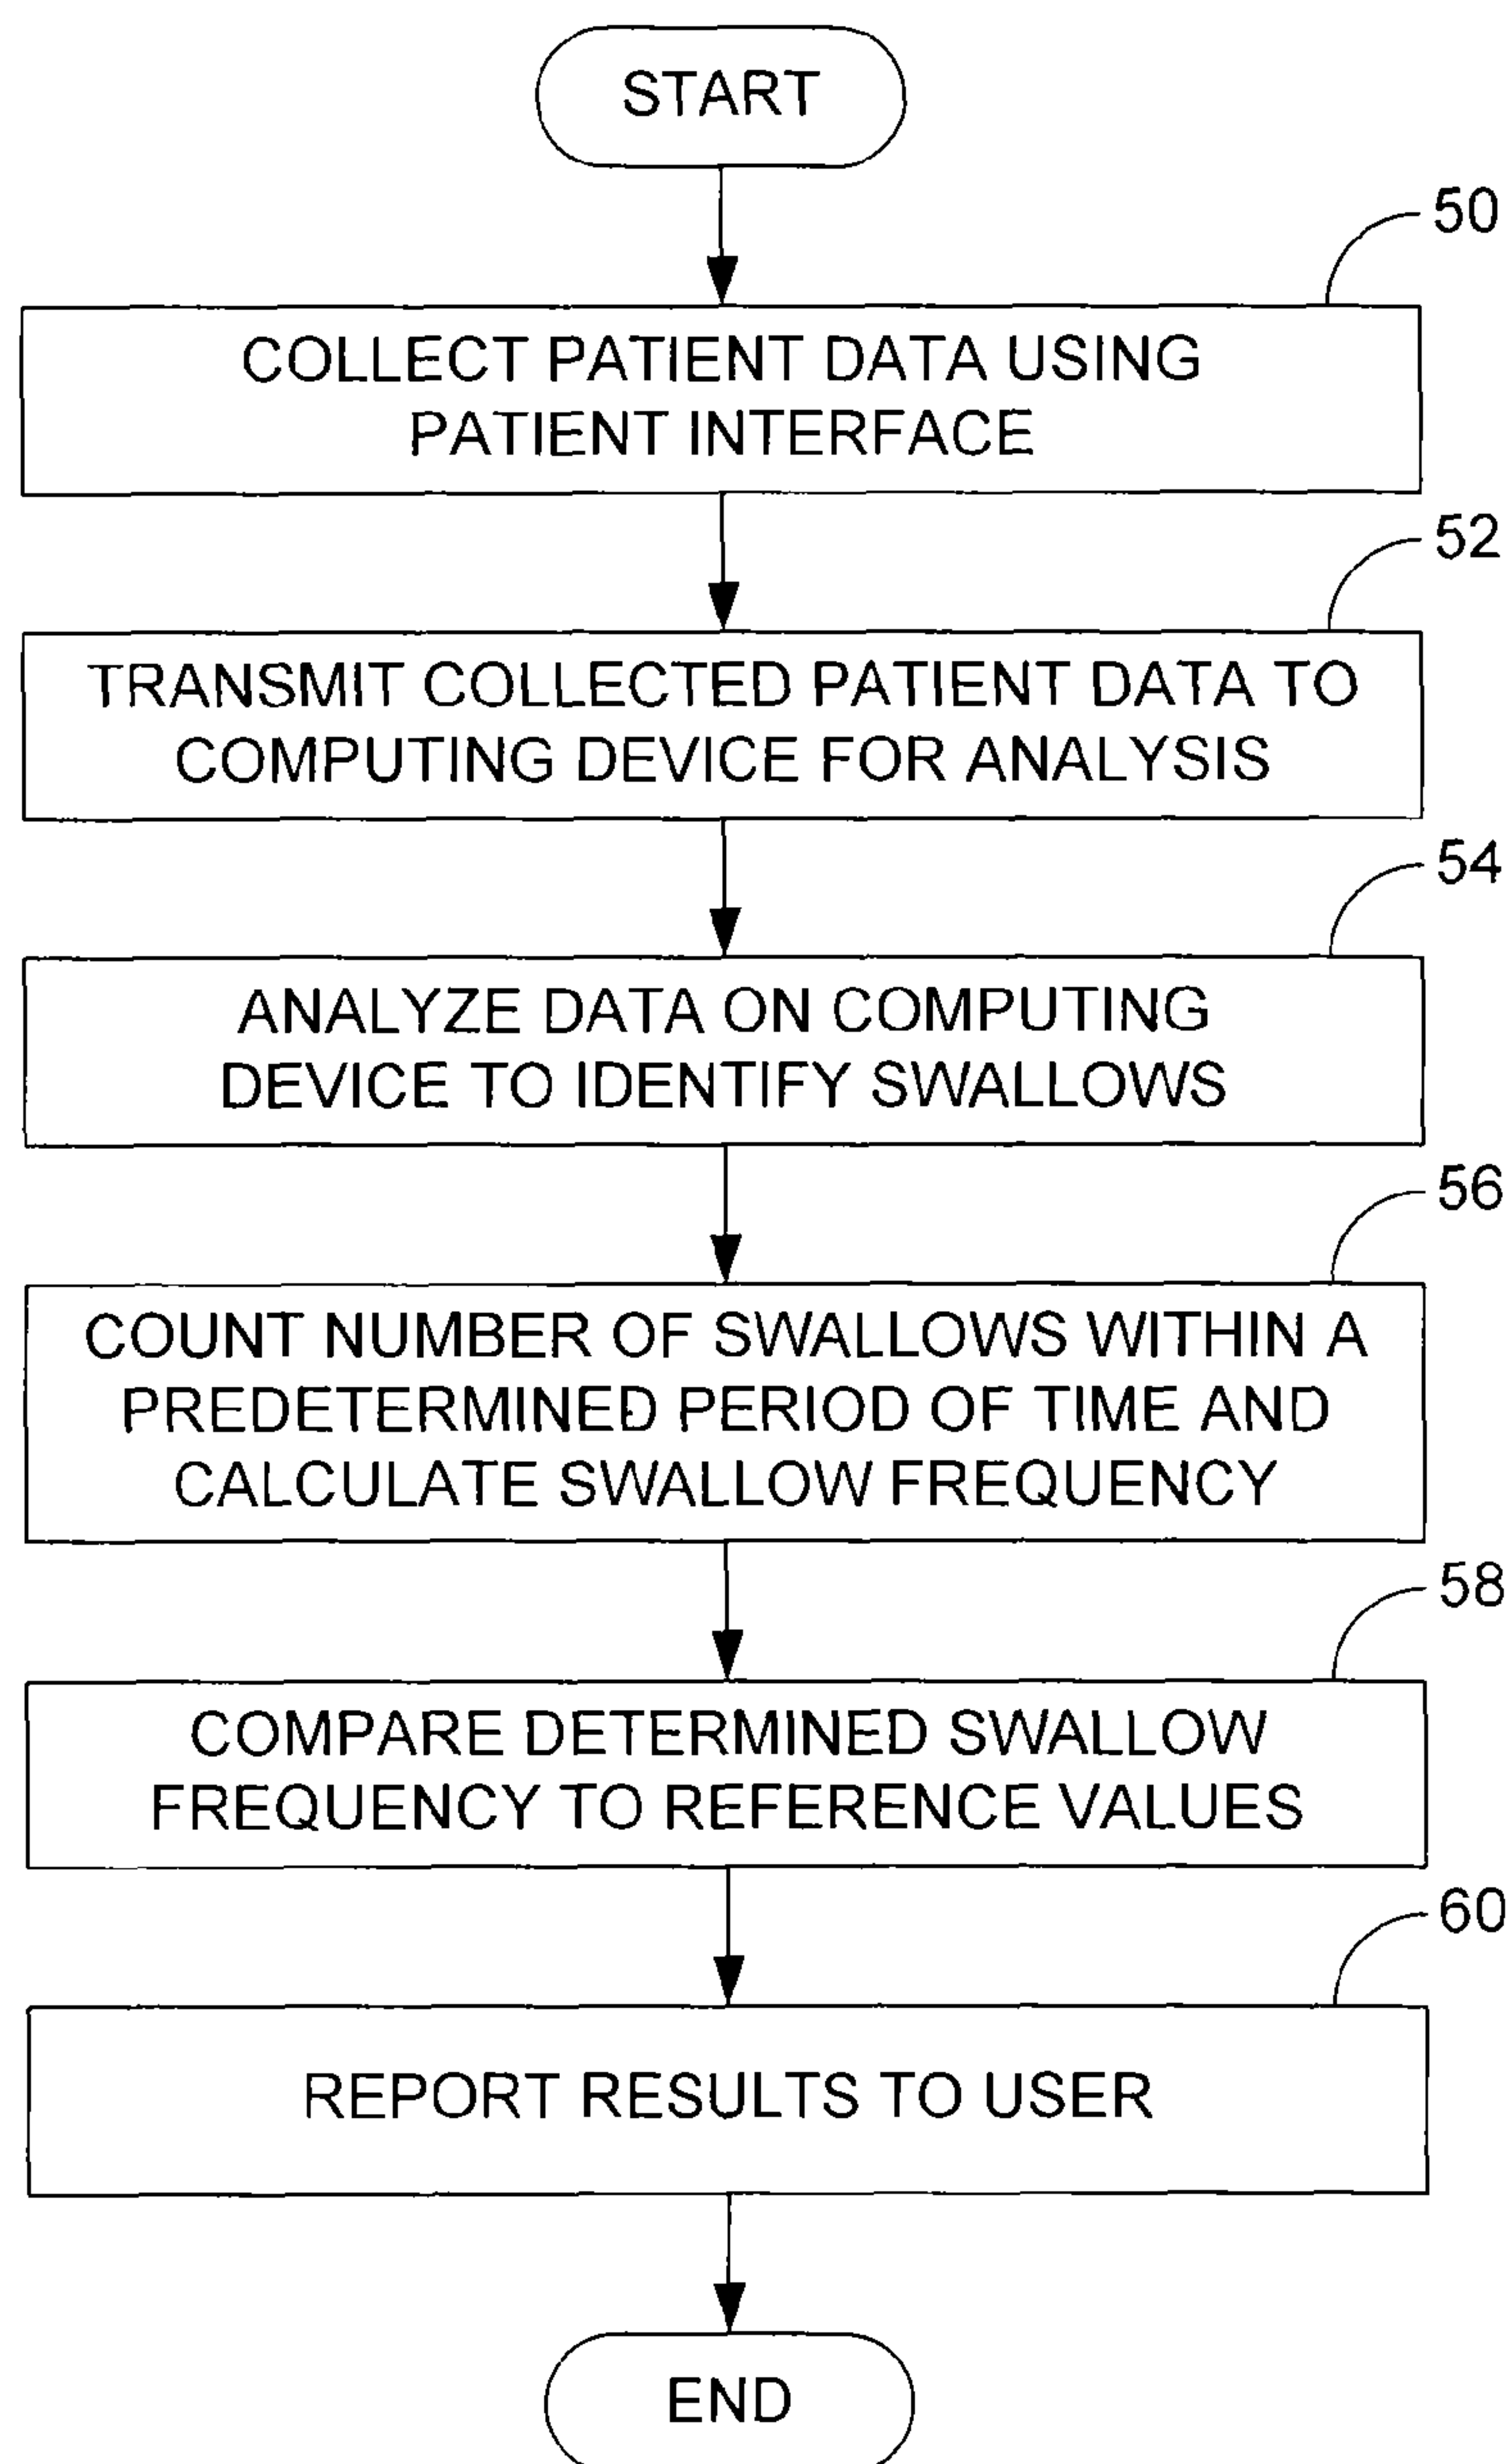 START
50
COLLECT PATIENT DATA USING
PATIENT INTERFACE
52
TRANSMIT COLLECTED PATIENT DATA TO
COMPUTING DEVICE FOR ANALYSIS
54
ANALYZE DATA ON COMPUTING
DEVICE TO IDENTIFY SWALLOWS
56
COUNT NUMBER OF SWALLOWS WITHIN A
PREDETERMINED PERIOD OF TIME AND
CALCULATE SWALLOW FREQUENCY
58
COMPARE DETERMINED SWALLOW
FREQUENCY TO REFERENCE VALUES
60
REPORT RESULTS TO USER
END